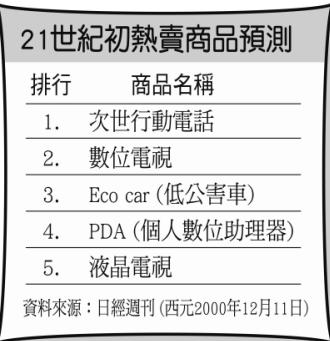 21世紀初熱賣商品預測
排行 商品名稱
1. 次世行動電話
2. 數位電視
3. Eco car (低公害車)
4. PDA (個人數位助理器)
5. 液晶電視
資料來源：日經週刊 (西元2000年12月11日)